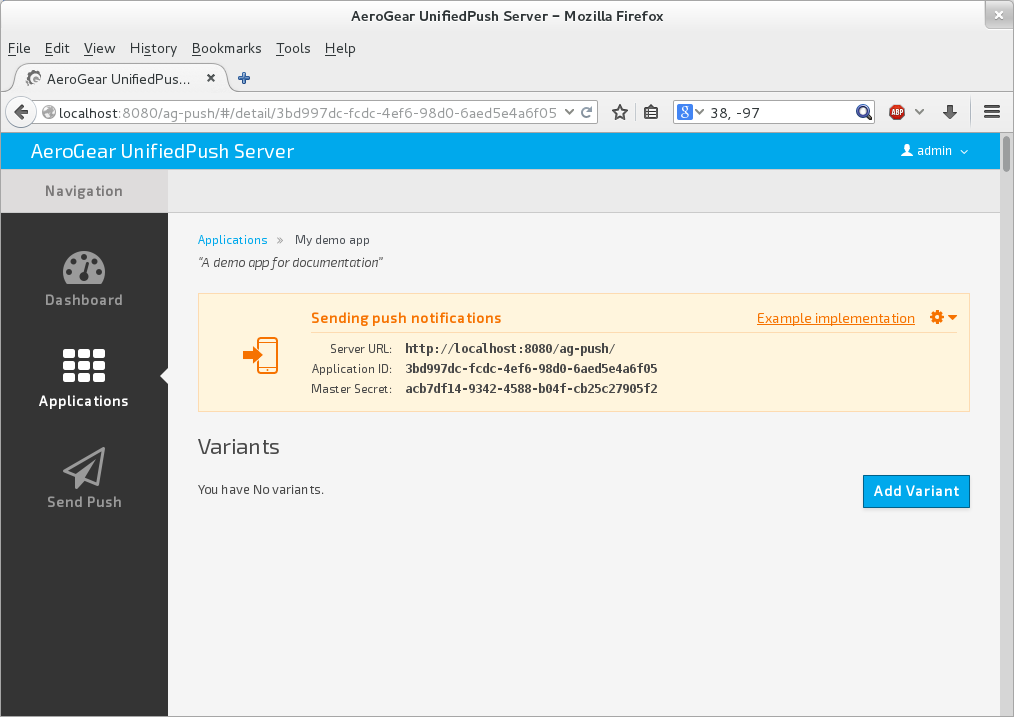 AeroGear UnifiedPush Server – Mozilla Firefox
File Edit View History Bookmarks Tools Help
AeroGear UnifiedPus...
localhost:8080/ag-push/#/detail/3bd997dc-fcdc-4ef6-98d0-6aed5e4a6f05
8
38, -97
ABP
AeroGear UnifiedPush Server
admin
Navigation
Dashboard
Applications
Send Push
Applications » My demo app
“A demo app for documentation”
Sending push notifications
Example implementation
Server URL: http://localhost:8080/ag-push/
Application ID: 3bd997dc-fcdc-4ef6-98d0-6aed5e4a6f05
Master Secret: acb7df14-9342-4588-b04f-cb25c27905f2
Variants
You have No variants.
Add Variant